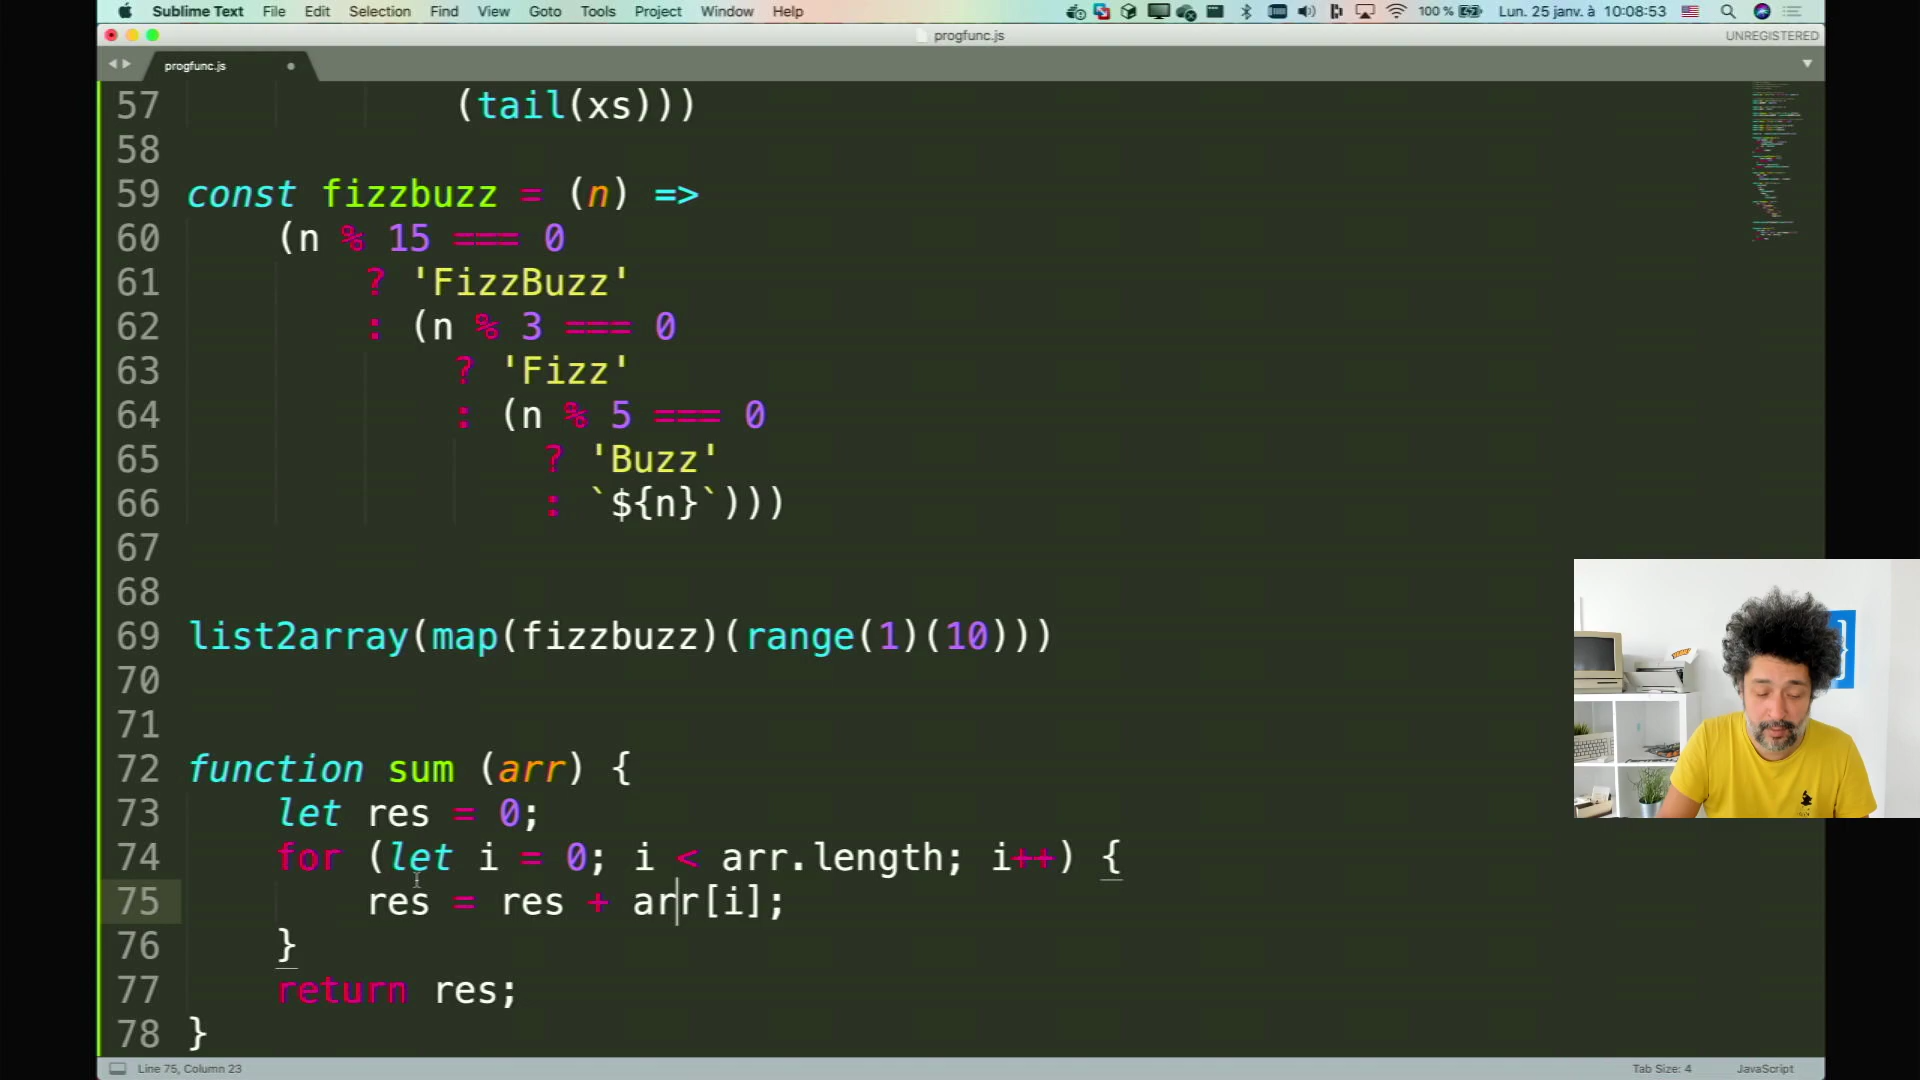 Sublime Text File Edit Selection Find View Goto Tools Project Window Help 100 % Lun. 25 janv. à 10:08:53
progfunc.js UNREGISTERED
progfunc.js
57 (tail(xs)))
58
59 const fizzbuzz = (n) =>
60 (n % 15 === 0
61 ? 'FizzBuzz'
62 : (n % 3 === 0
63 ? 'Fizz'
64 : (n % 5 === 0
65 ? 'Buzz'
66 : `${n}`)))
67
68
69 list2array(map(fizzbuzz)(range(1)(10)))
70
71
72 function sum (arr) {
73 let res = 0;
74 for (let i = 0; i < arr.length; i++) {
75 res = res + arr[i];
76 }
77 return res;
78 }
Line 75, Column 23 Tab Size: 4 JavaScript